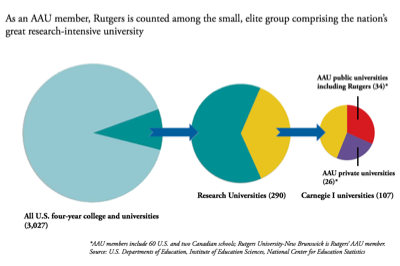 As an AAU member, Rutgers is counted among the small, elite group comprising the nation's
great research-intensive university
AAU public universities
including Rutgers (34)*
AAU private universities
(26)*
Research Universities (290)
Carnegie I universities (107)
All U.S. four-year college and universities
(3,027)
*AAU members include 60 U.S. and two Canadian schools; Rutgers University-New Brunswick is Rutgers' AAU member.
Source: U.S. Departments of Education, Institute of Education Sciences, National Center for Education Statistics